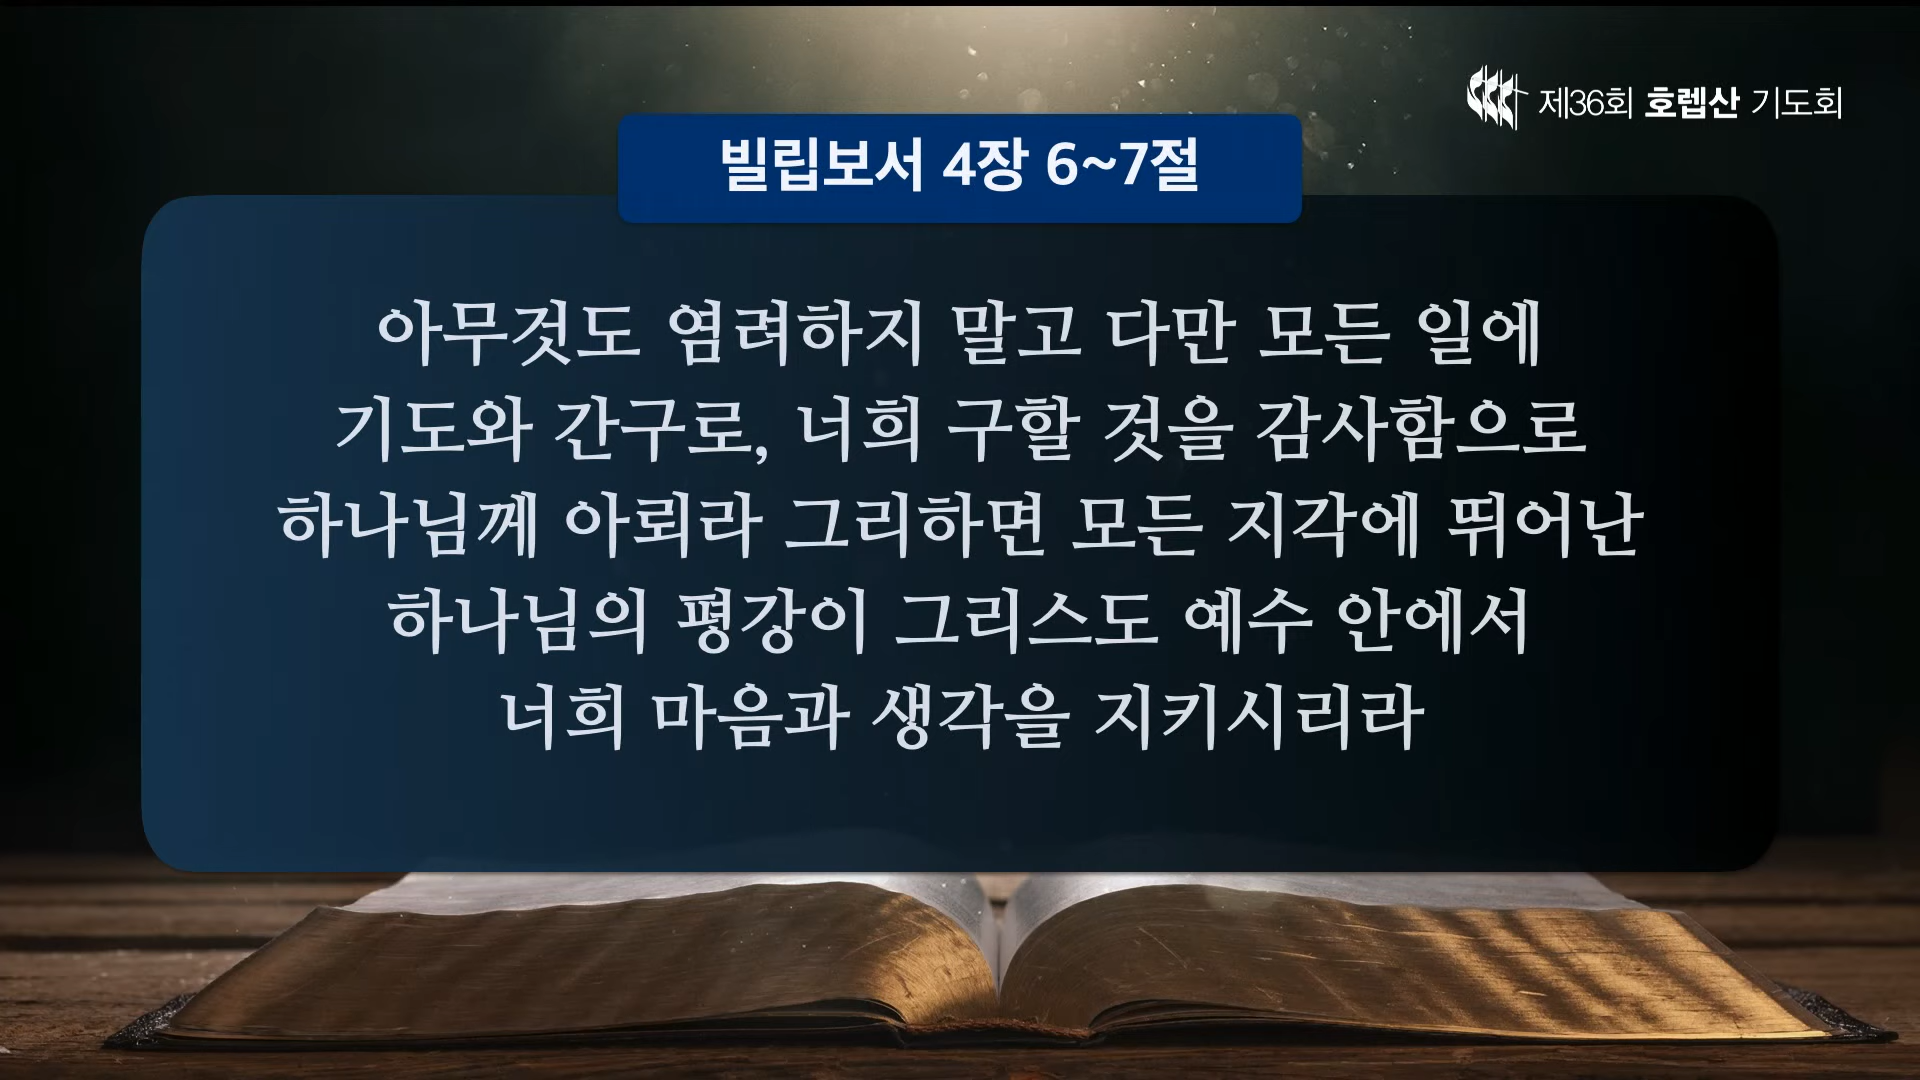 제36회 호렙산 기도회
빌립보서 4장 6~7절
아무것도 염려하지 말고 다만 모든 일에
기도와 간구로, 너희 구할 것을 감사함으로
하나님께 아뢰라 그리하면 모든 지각에 뛰어난
하나님의 평강이 그리스도 예수 안에서
너희 마음과 생각을 지키시리라